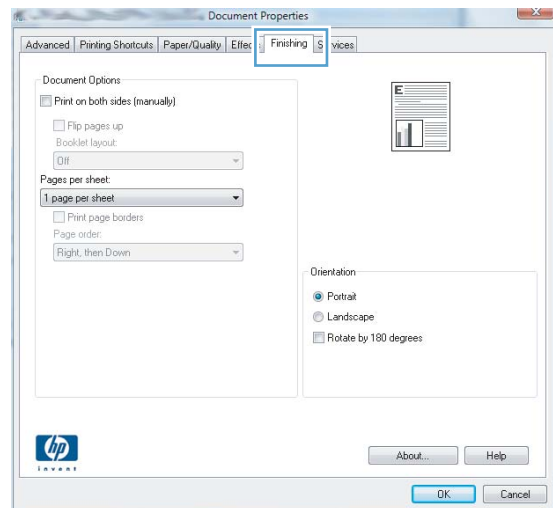 Document Properties
Advanced Printing Shortcuts Paper/Quality Finishing
Document Options
Print on both sides (manually)
Flip pages up
Booklet layout:
Off
Pages per sheet:
1 page per sheet
Print page borders
Page order:
Right, then Down
E
Orientation
Portrait
Landscape
Rotate by 180 degrees
hp
invent
About... Help
OK Cancel